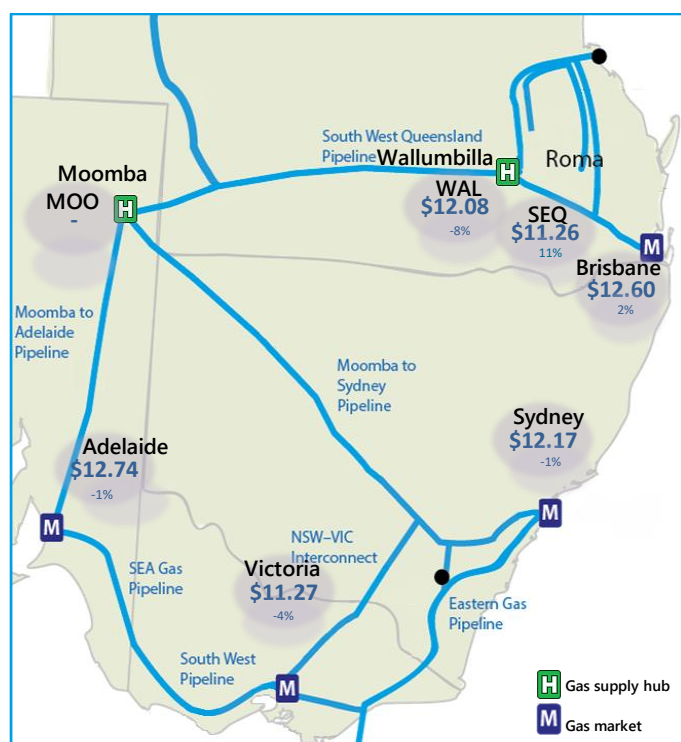 South West Queensland
Pipeline
Wallumbilla
Roma
Moomba
MOO
-
H
H
WAL
$12.08
-8%
SEQ
$11.26
11%
M
Brisbane
$12.60
2%
Moomba to
Adelaide
Pipeline
Moomba to
Sydney
Pipeline
Sydney
$12.17
-1%
Adelaide
$12.74
-1%
M
M
NSW–VIC
Interconnect
SEA Gas
Pipeline
Victoria
$11.27
-4%
Eastern Gas
Pipeline
South West
Pipeline
M
H Gas supply hub
M Gas market